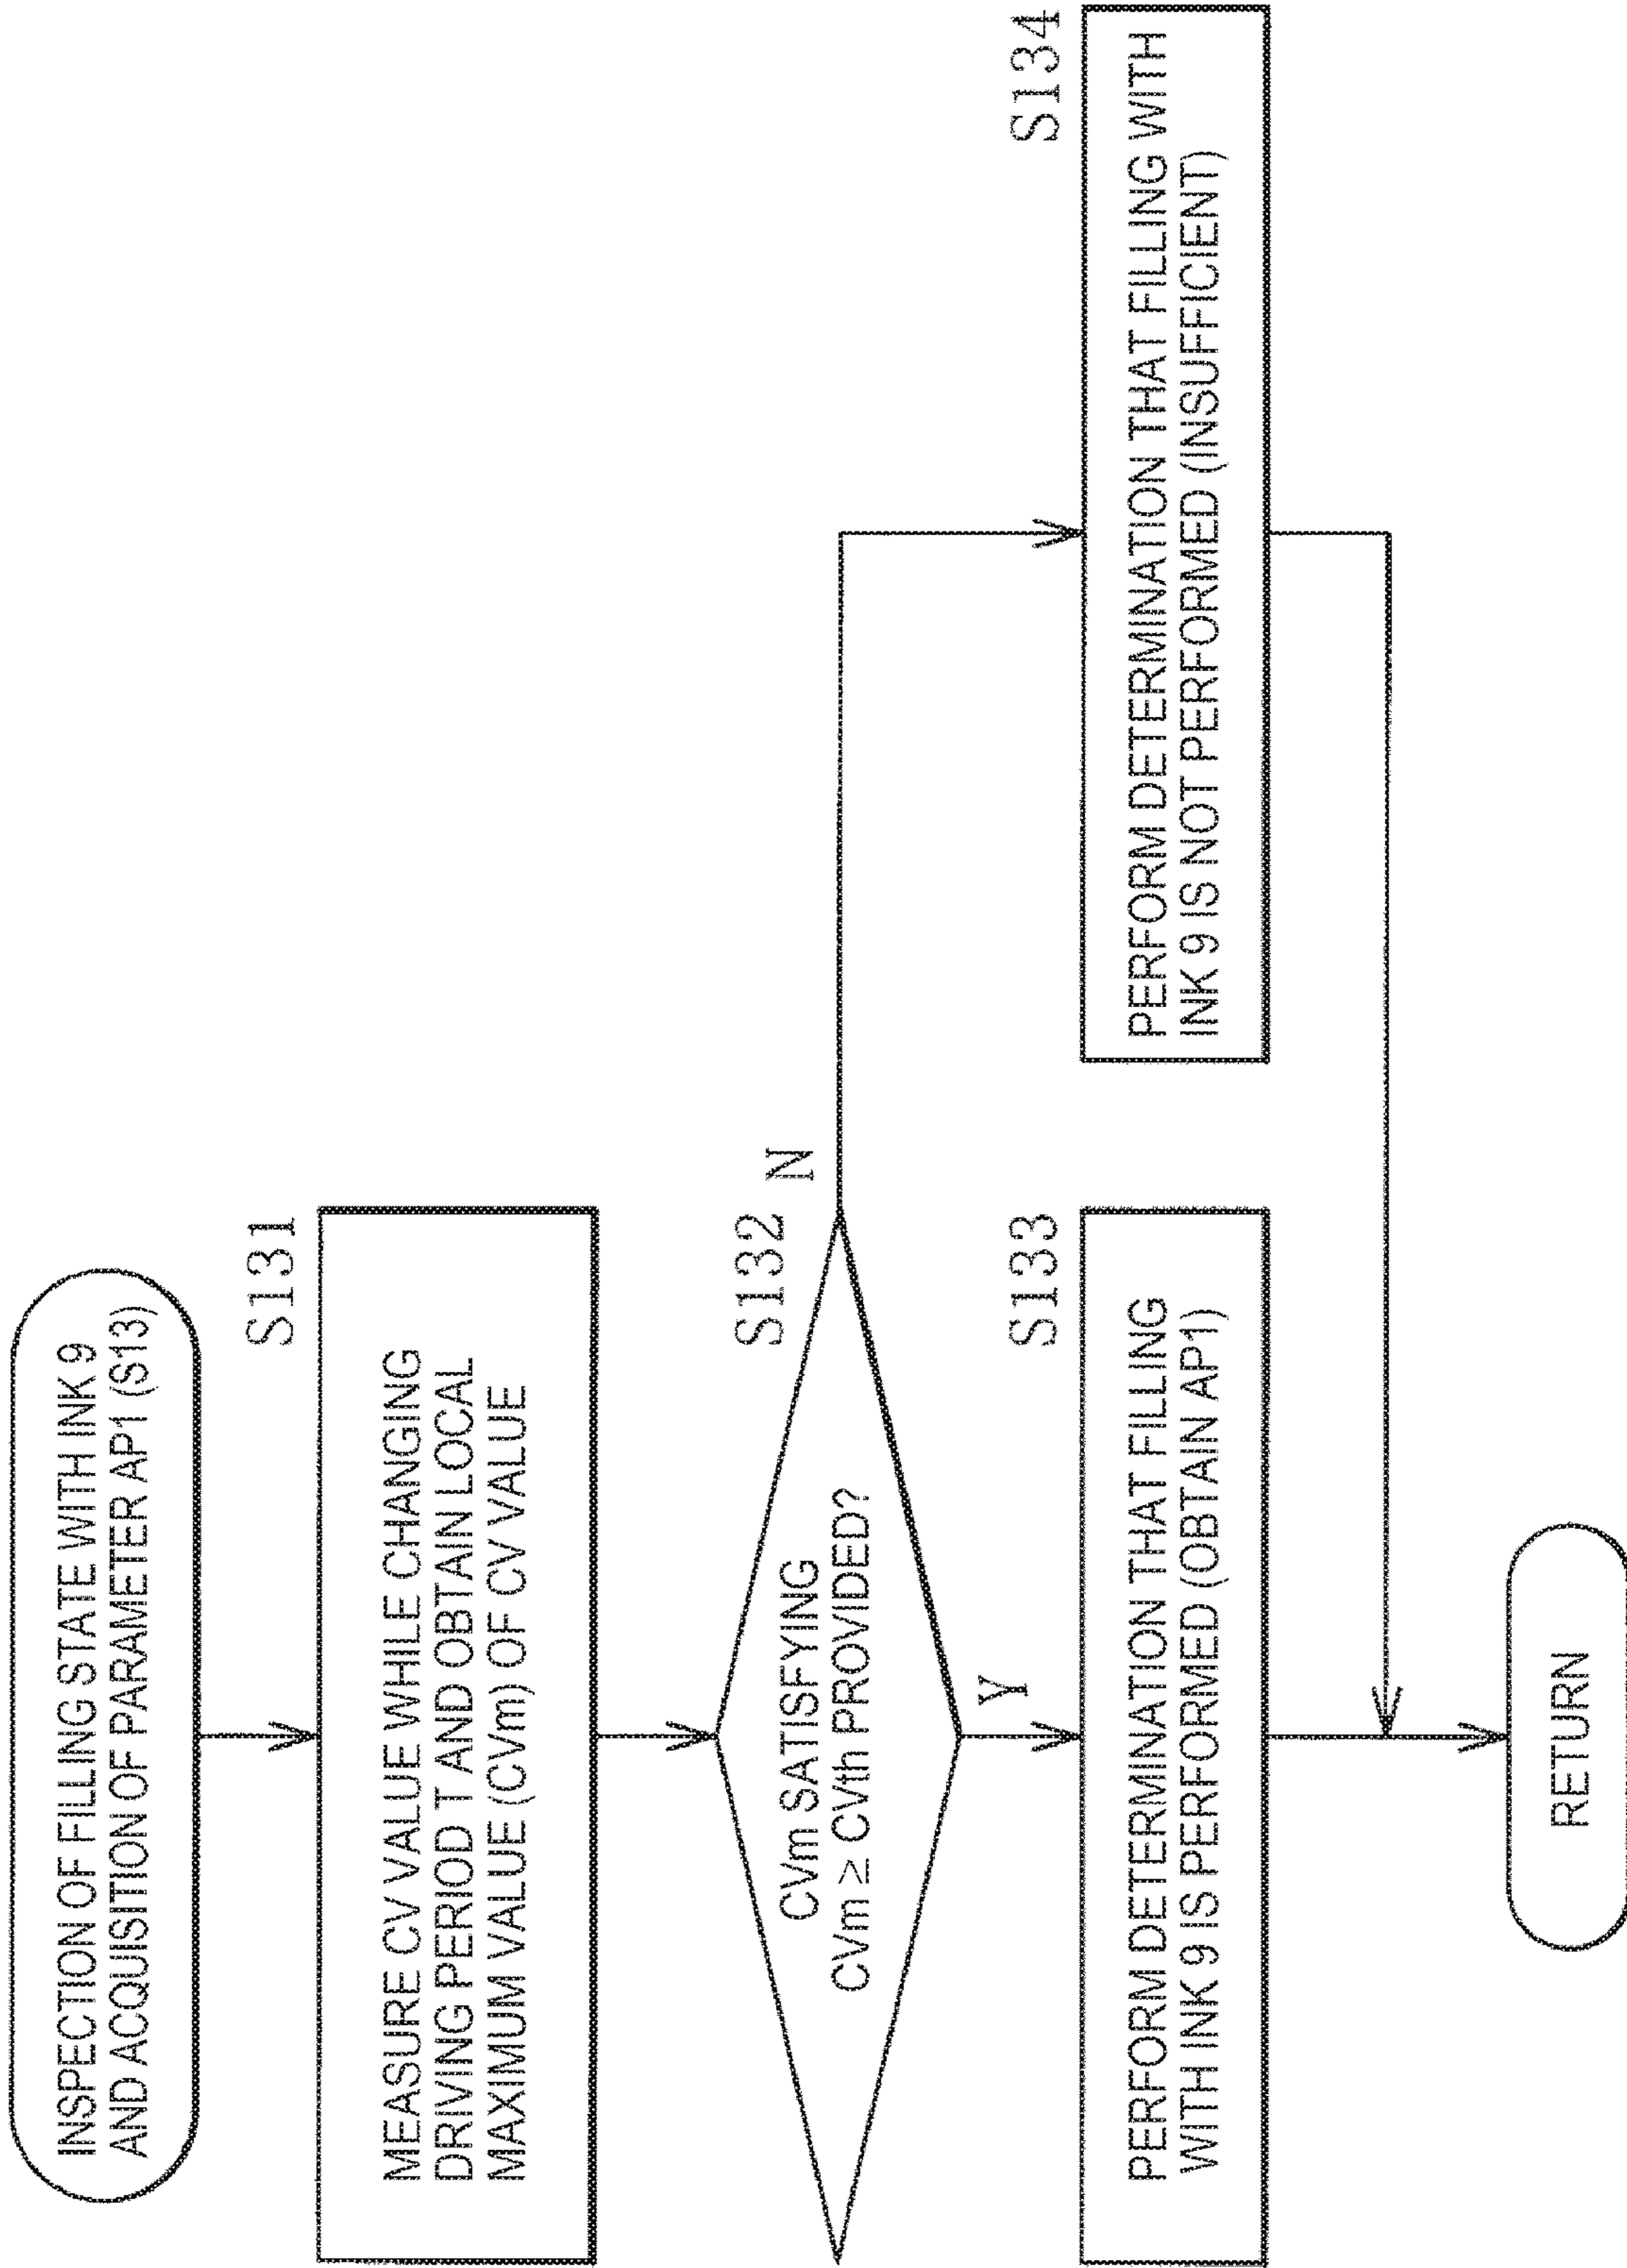 INSPECTION OF FILLING STATE WITH INK 9
AND ACQUISITION OF PARAMETER AP1 (S13)
S131
MEASURE CV VALUE WHILE CHANGING
DRIVING PERIOD T AND OBTAIN LOCAL
MAXIMUM VALUE (CVm) OF CV VALUE
S132
CVm SATISFYING
CVm ≥ CVth PROVIDED?
N
Y
S133
PERFORM DETERMINATION THAT FILLING
WITH INK 9 IS PERFORMED (OBTAIN AP1)
S134
PERFORM DETERMINATION THAT FILLING WITH
INK 9 IS NOT PERFORMED (INSUFFICIENT)
RETURN